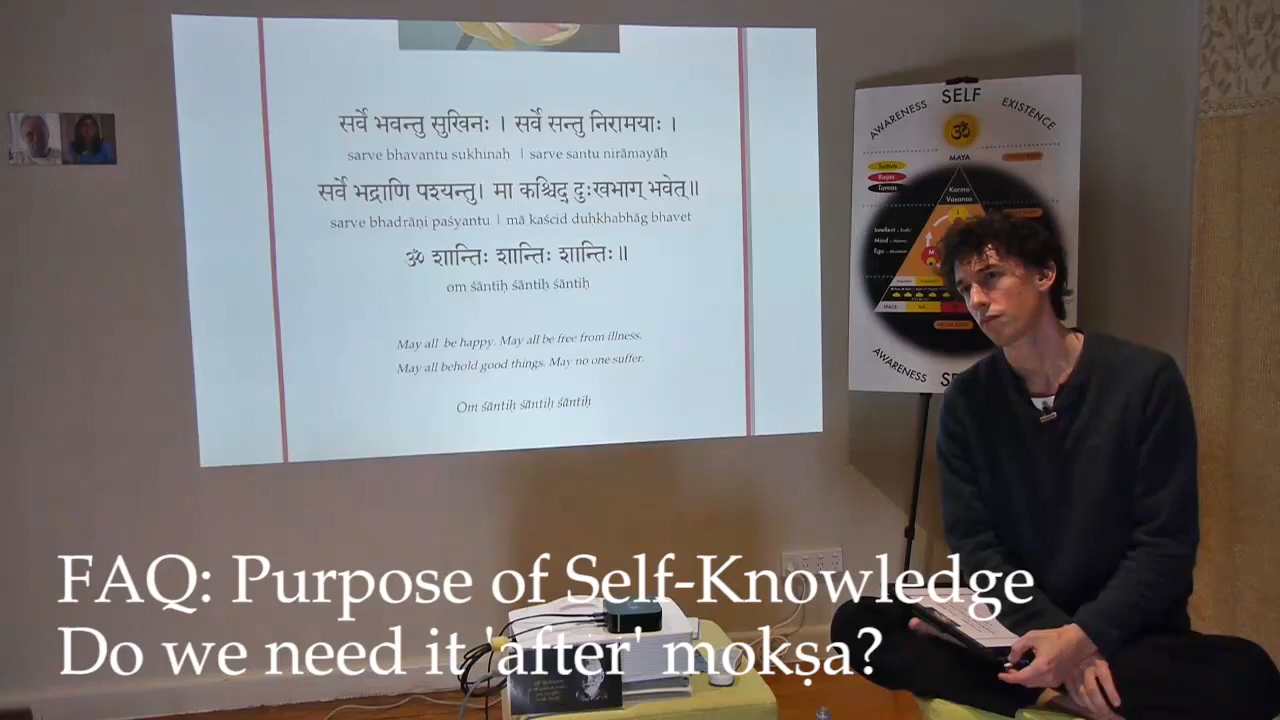 सर्वे भवन्तु सुखिनः । सर्वे सन्तु निरामयाः ।
sarve bhavantu sukhinaḥ | sarve santu nirāmayāḥ
सर्वे भद्राणि पश्यन्तु। मा कश्चिद् दुःखभाग् भवेत्॥
sarve bhadrāṇi paśyantu | mā kaścid duḥkhabhāg bhavet
ॐ शान्तिः शान्तिः शान्तिः॥
om śāntiḥ śāntiḥ śāntiḥ
May all be happy. May all be free from illness.
May all behold good things. May no one suffer.
Om śāntiḥ śāntiḥ śāntiḥ
AWARENESS SELF EXISTENCE
ॐ
MAYA
Rajas
Tamas
Karma
Vasanas
Intellect
Mind
Ego
I
M
SPACE
AWARENESS
FAQ: Purpose of Self-Knowledge
Do we need it 'after' mokṣa?